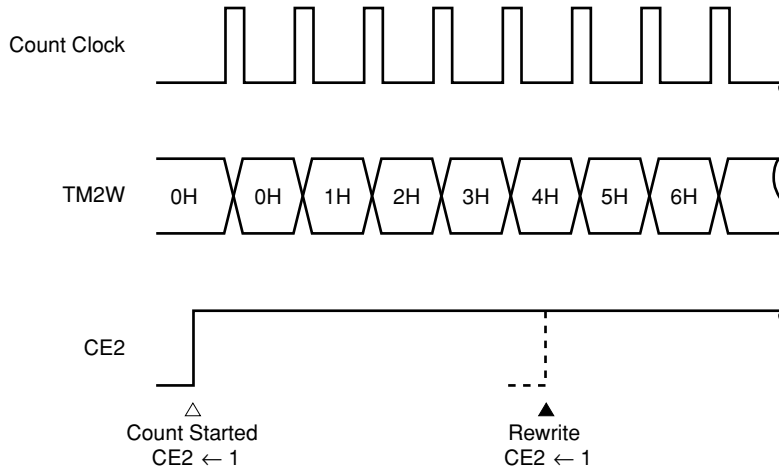 Count Clock
TM2W 0H 0H 1H 2H 3H 4H 5H 6H
CE2
Count Started Rewrite
CE2 ← 1 CE2 ← 1